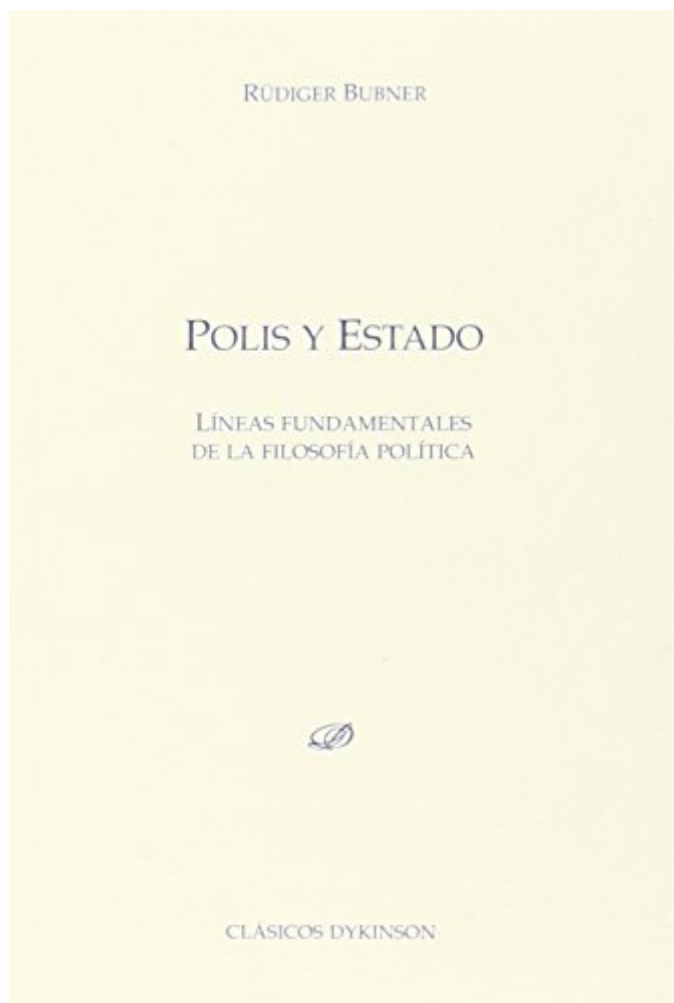 RÜDIGER BUBNER
POLIS Y ESTADO
LÍNEAS FUNDAMENTALES
DE LA FILOSOFÍA POLÍTICA
CLÁSICOS DYKINSON